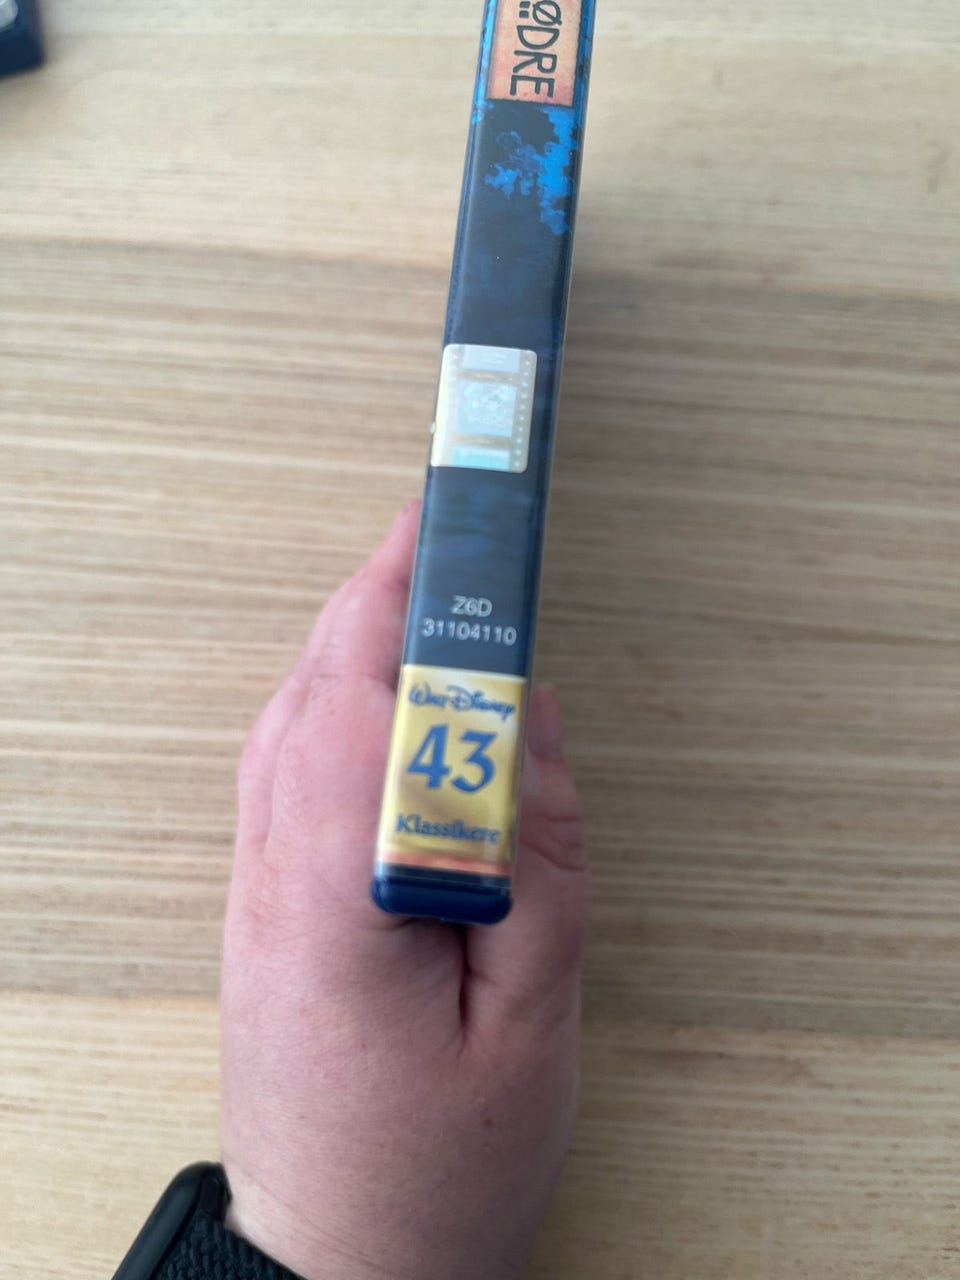 ØDRE
Z6D
31104110
Walt Disney
43
Klassikere